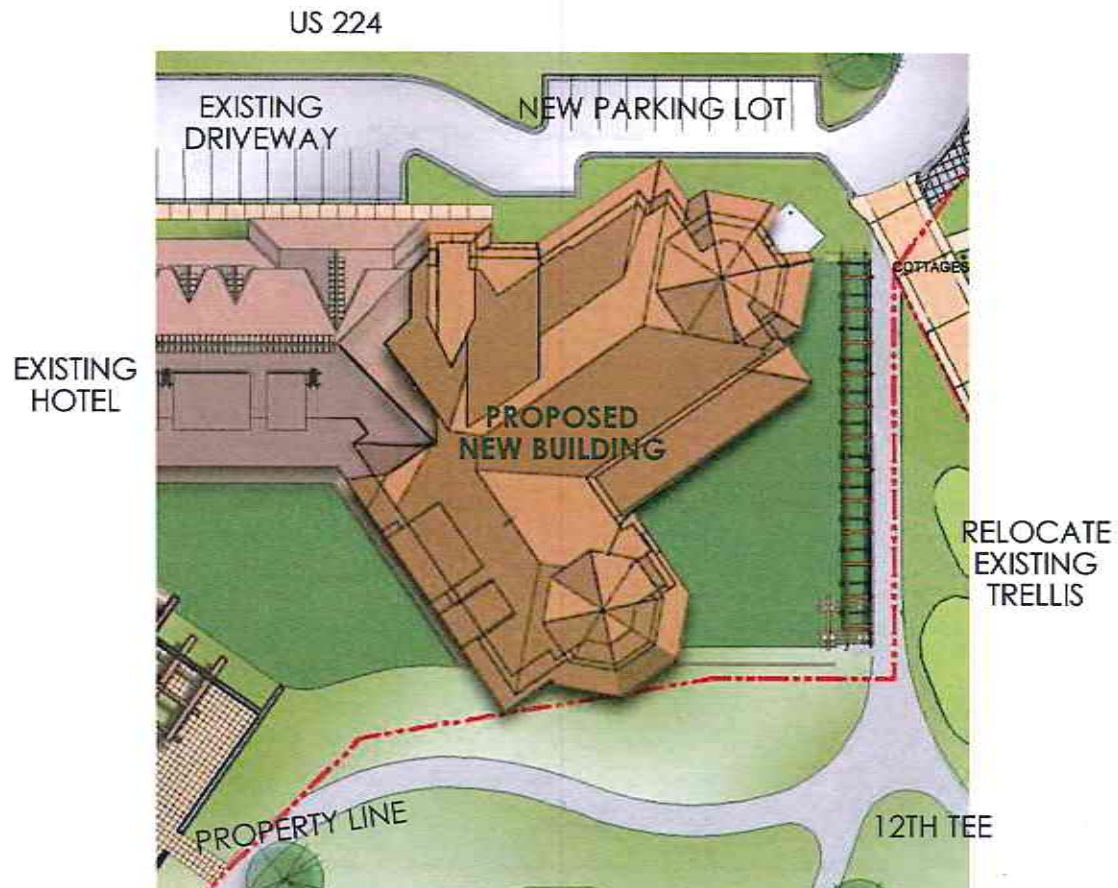 US 224
EXISTING
DRIVEWAY
NEW PARKING LOT
COTTAGES
EXISTING
HOTEL
PROPOSED
NEW BUILDING
RELOCATE
EXISTING
TRELLIS
PROPERTY LINE
12TH TEE